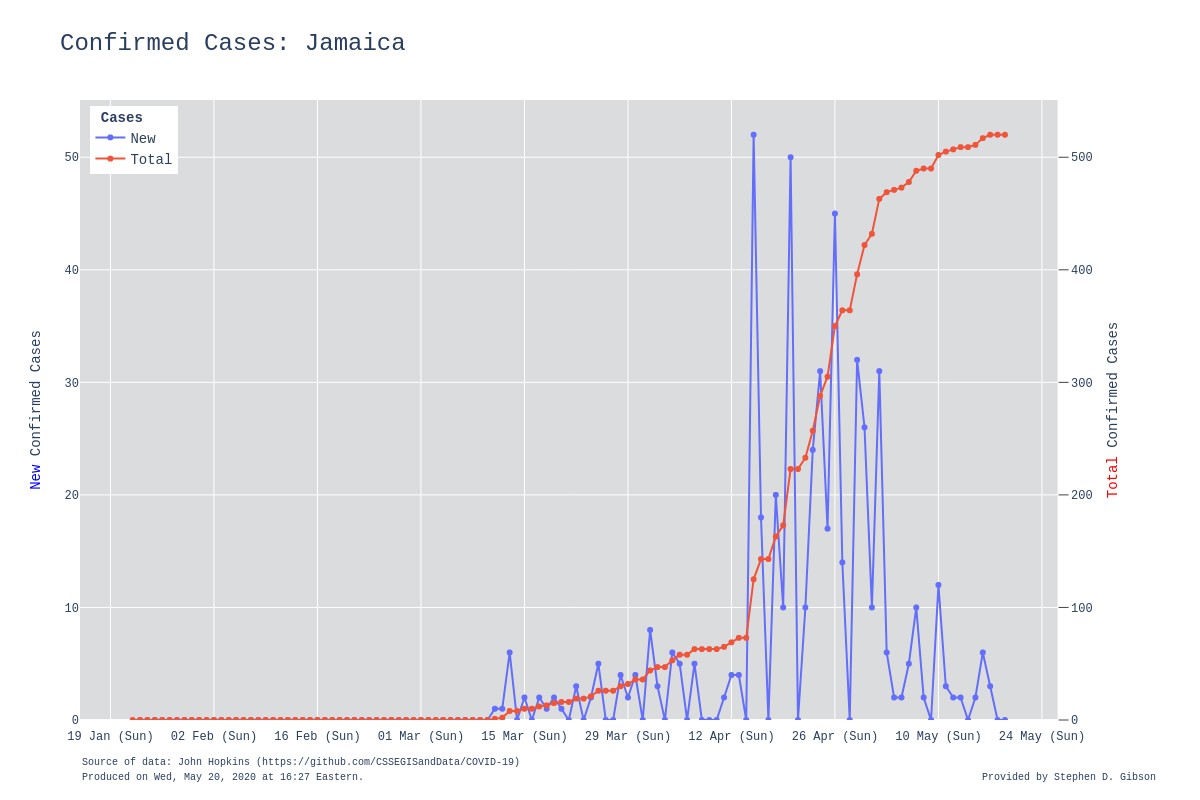 Confirmed Cases: Jamaica
Cases
New
Total
50
40
30
20
10
0
500
400
300
200
100
0
New Confirmed Cases
Total Confirmed Cases
19 Jan (Sun) 02 Feb (Sun) 16 Feb (Sun) 01 Mar (Sun) 15 Mar (Sun) 29 Mar (Sun) 12 Apr (Sun) 26 Apr (Sun) 10 May (Sun) 24 May (Sun)
Source of data: John Hopkins (https://github.com/CSSEGISandData/COVID-19)
Produced on Wed, May 20, 2020 at 16:27 Eastern.
Provided by Stephen D. Gibson